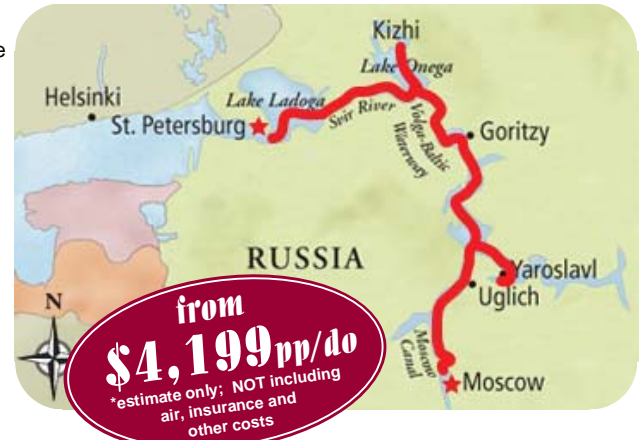 e
Kizhi
Lake Onega
Helsinki
Lake Ladoga
St. Petersburg
Svir River
Volga-Baltic
Waterway
Goritzy
RUSSIA
Yaroslavl
Uglich
N
Moscow
Canal
Moscow
from
$4,199pp/do
*estimate only; NOT including
air, insurance and
other costs